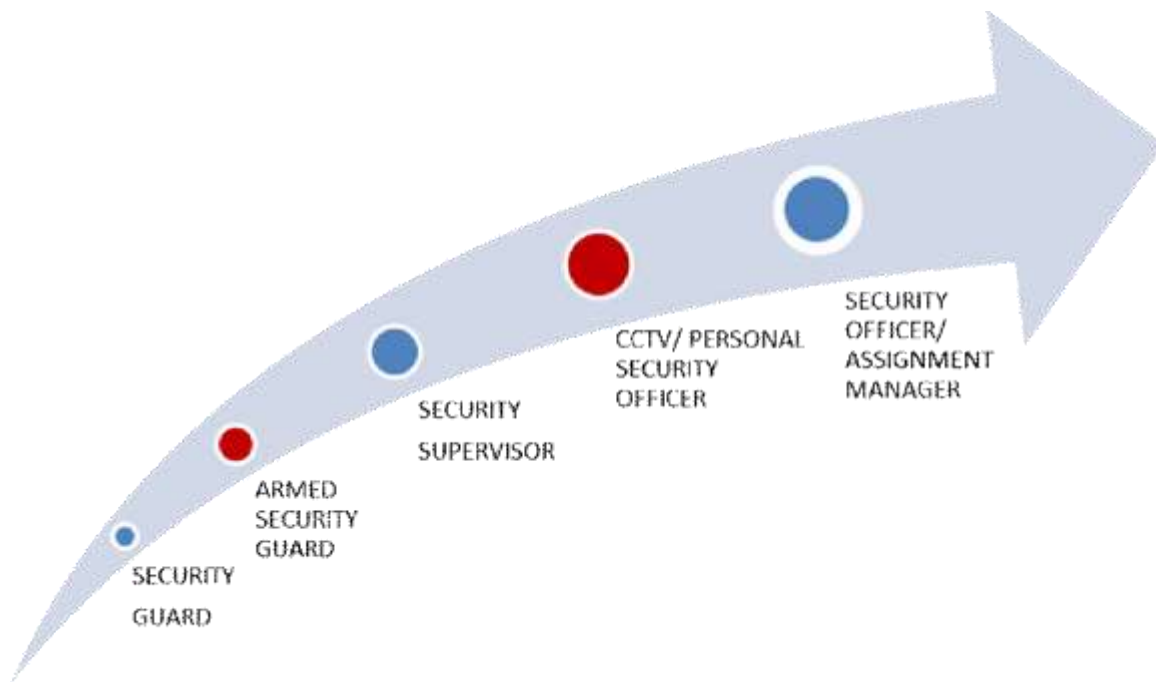 SECURITY
GUARD
ARMED
SECURITY
GUARD
SECURITY
SUPERVISOR
CCTV/ PERSONAL
SECURITY
OFFICER
SECURITY
OFFICER/
ASSIGNMENT
MANAGER